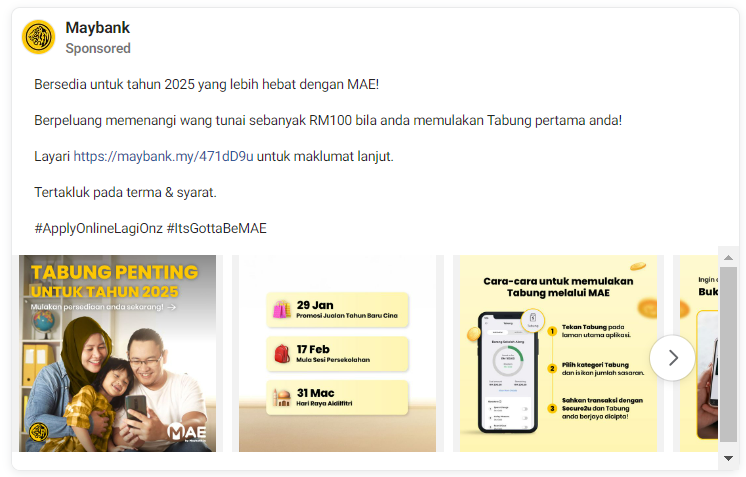 Maybank
Sponsored
Bersedia untuk tahun 2025 yang lebih hebat dengan MAE!
Berpeluang memenangi wang tunai sebanyak RM100 bila anda memulakan Tabung pertama anda!
Layari https://maybank.my/471dD9u untuk maklumat lanjut.
Tertakluk pada terma & syarat.
#ApplyOnlineLagiOnz #ItsGottaBeMAE
TABUNG PENTING
UNTUK TAHUN 2025
Mulakan persediaan anda sekarang! →
MAE
29 Jan
Promosi Jualan Tahun Baru Cina
17 Feb
Mula Sesi Persekolahan
31 Mac
Hari Raya Aidilfitri
Cara-cara untuk memulakan
Tabung melalui MAE
Tabung
1 Tekan Tabung pada
laman utama aplikasi.
2 Pilih kategori Tabung
dan isikan jumlah sasaran.
3 Sahkan transaksi dengan
Secure2u dan Tabung
anda berjaya dicipta!
Ingin
Buk